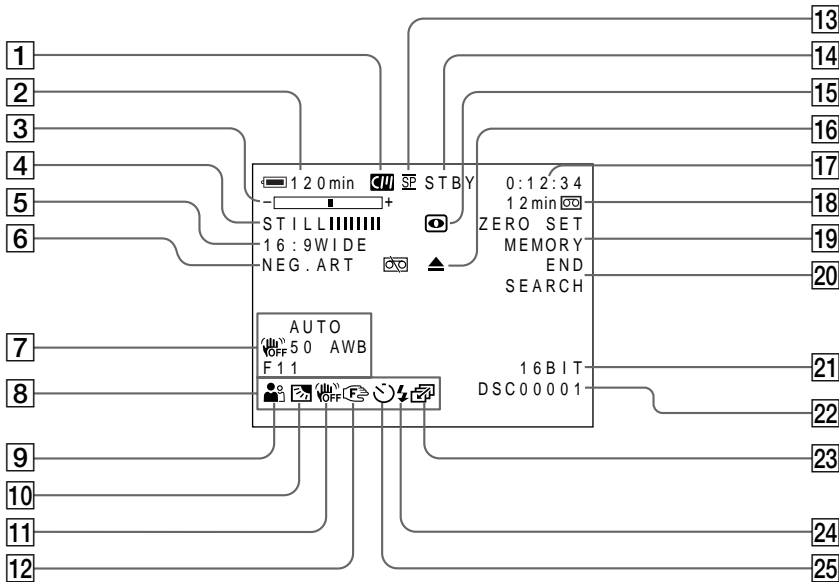 13
14
1
15
2
16
3
17
4
120min SP STBY 0:12:34
5
- +
12min
18
STILL
ZERO SET
16:9WIDE
MEMORY
19
6
NEG.ART
END
SEARCH
20
AUTO
7
OFF 50 AWB
F11
16BIT
21
8
OFF F
DSC00001
22
9
23
10
11
24
12
25